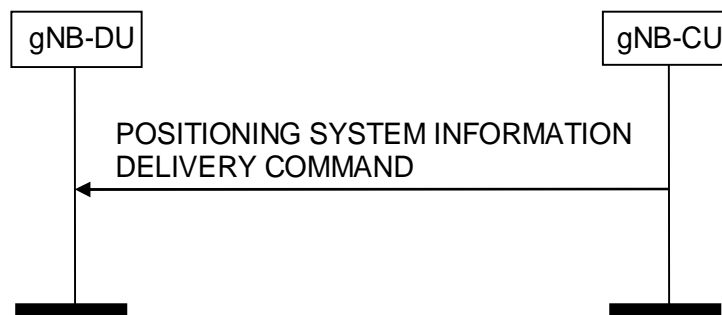 gNB-DU
gNB-CU
POSITIONING SYSTEM INFORMATION
DELIVERY COMMAND